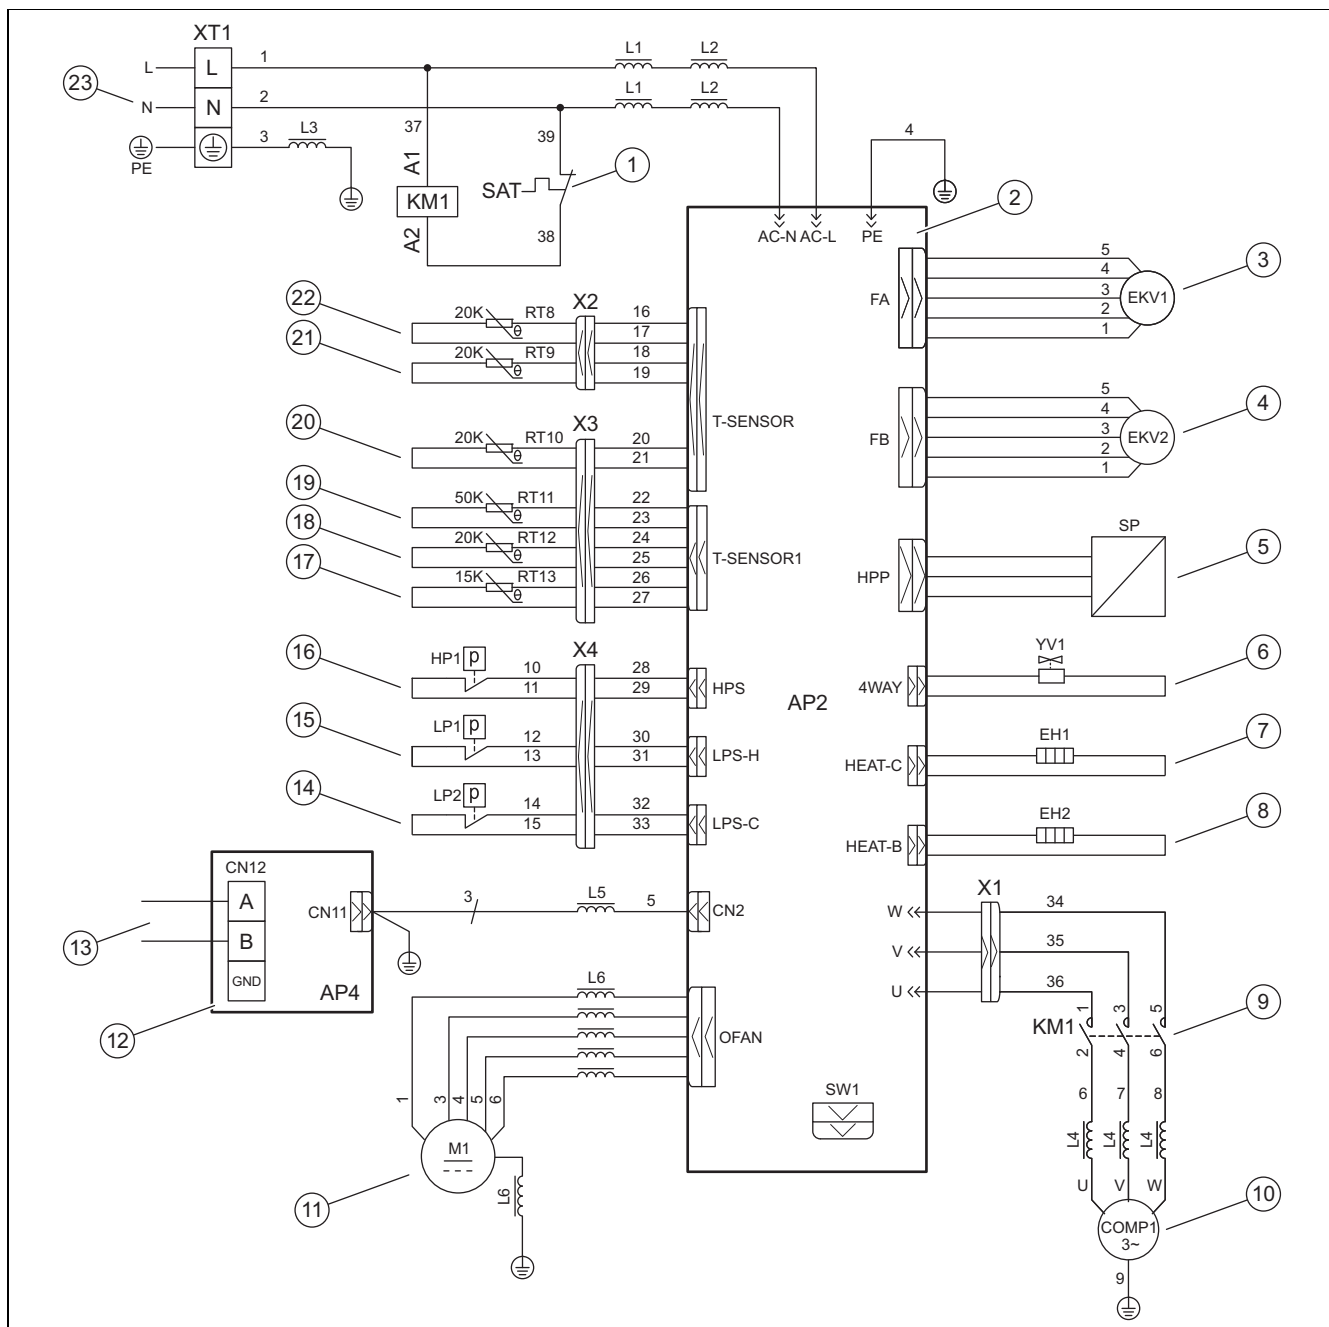 XT1
L L 1 L1 L2
23 N N 2 L1 L2
PE 3 L3
37 39 4
A1 SAT 1
KM1
A2 38
AC-N AC-L PE 2
FA 5 4 3 2 1 EKV1 3
22 20K RT8 X2 16
17
21 20K RT9 18
19
T-SENSOR
FB 5 4 3 2 1 EKV2 4
X3
20 20K RT10 20
21
19 50K RT11 22
23
18 20K RT12 24
25
T-SENSOR1
17 15K RT13 26
27
HPP SP 5
AP2
16 HP1 p 10 X4 28
11 29 HPS
4WAY YV1 6
15 LP1 p 12 30
13 31 LPS-H
HEAT-C EH1 7
14 LP2 p 14 32
15 33 LPS-C
HEAT-B EH2 8
CN12
A
B
GND
CN11 3 L5 5 CN2
13
AP4
12
X1
W 34
V 35
U 36
L6
OFAN
1 3 4 5 6
M1
L6
11
SW1
KM1 1 3 5 9
2 4 6
6 7 8
L4 L4 L4
U V W
COMP1
3~
10
9